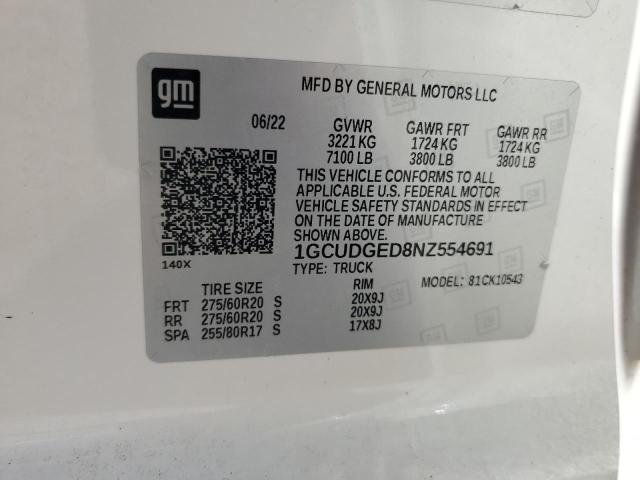 gm
MFD BY GENERAL MOTORS LLC
06/22 GVWR GAWR FRT GAWR RR
3221 KG 1724 KG 1724 KG
7100 LB 3800 LB 3800 LB
THIS VEHICLE CONFORMS TO ALL
APPLICABLE U.S. FEDERAL MOTOR
VEHICLE SAFETY STANDARDS IN EFFECT
ON THE DATE OF MANUFACTURE
SHOWN ABOVE.
1GCUDGED8NZ554691
140X
TYPE: TRUCK MODEL: 81CK10543
TIRE SIZE RIM
FRT 275/60R20 S 20X9J
RR 275/60R20 S 20X9J
SPA 255/80R17 S 17X8J